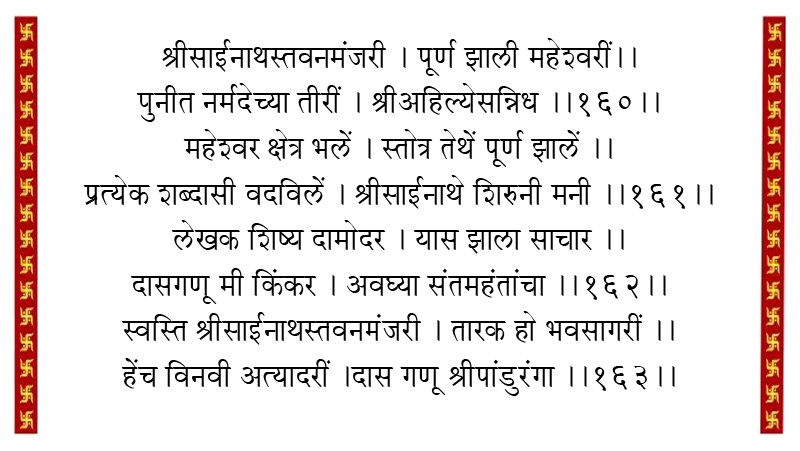 श्रीसाईनाथस्तवनमंजरी । पूर्ण झाली महेश्वरीं।।
पुनीत नर्मदेच्या तीरीं । श्रीअहिल्येसन्निध ।।१६०।।
महेश्वर क्षेत्र भलें । स्तोत्र तेथें पूर्ण झालें ।।
प्रत्येक शब्दासी वदविलें । श्रीसाईनाथे शिरुनी मनी ।।१६१।।
लेखक शिष्य दामोदर । यास झाला साचार ।।
दासगणू मी किंकर । अवघ्या संतमहंतांचा ।।१६२।।
स्वस्ति श्रीसाईनाथस्तवनमंजरी । तारक हो भवसागरीं ।।
हेंच विनवी अत्यादरीं ।दास गणू श्रीपांडुरंगा ।।१६३।।